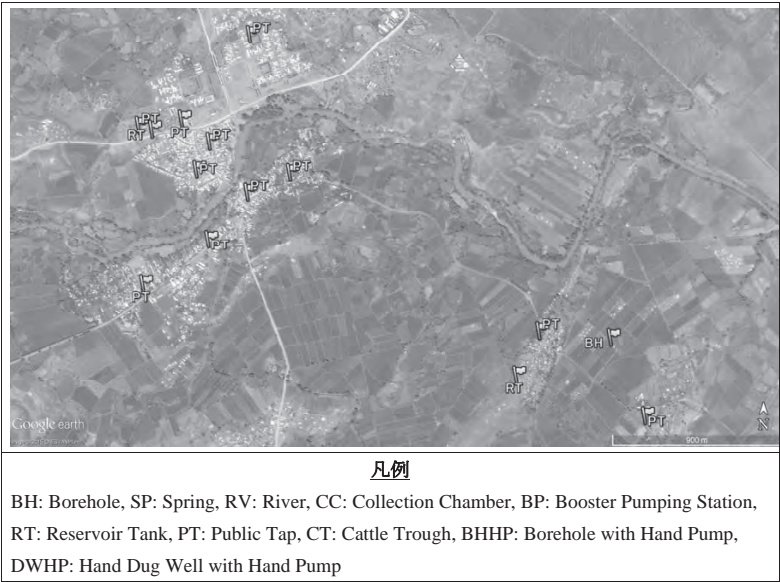 PT
PT
RT
PT
PT
PT
PT
PT
PT
PT
PT
BH
RT
PT
N
900 m
Google earth
凡例
BH: Borehole, SP: Spring, RV: River, CC: Collection Chamber, BP: Booster Pumping Station,
RT: Reservoir Tank, PT: Public Tap, CT: Cattle Trough, BHHP: Borehole with Hand Pump,
DWHP: Hand Dug Well with Hand Pump